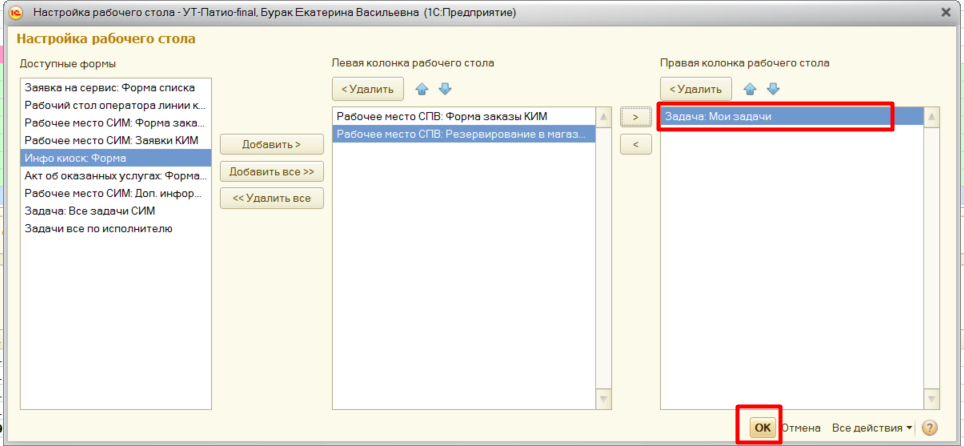 Настройка рабочего стола - УТ-Патио-final, Бурак Екатерина Васильевна (1С:Предприятие)
Настройка рабочего стола
Доступные формы
Заявка на сервис: Форма списка
Рабочий стол оператора линии к...
Рабочее место СИМ: Форма зака...
Рабочее место СИМ: Заявки КИМ
Инфо киоск: Форма
Акт об оказанных услугах: Форма...
Рабочее место СИМ: Доп. инфор...
Задача: Все задачи СИМ
Задачи все по исполнителю
Добавить >
Добавить все >>
<< Удалить все
Левая колонка рабочего стола
< Удалить
Рабочее место СПВ: Форма заказы КИМ
Рабочее место СПВ: Резервирование в магаз...
>
<
Правая колонка рабочего стола
< Удалить
Задача: Мои задачи
ОК Отмена Все действия ?